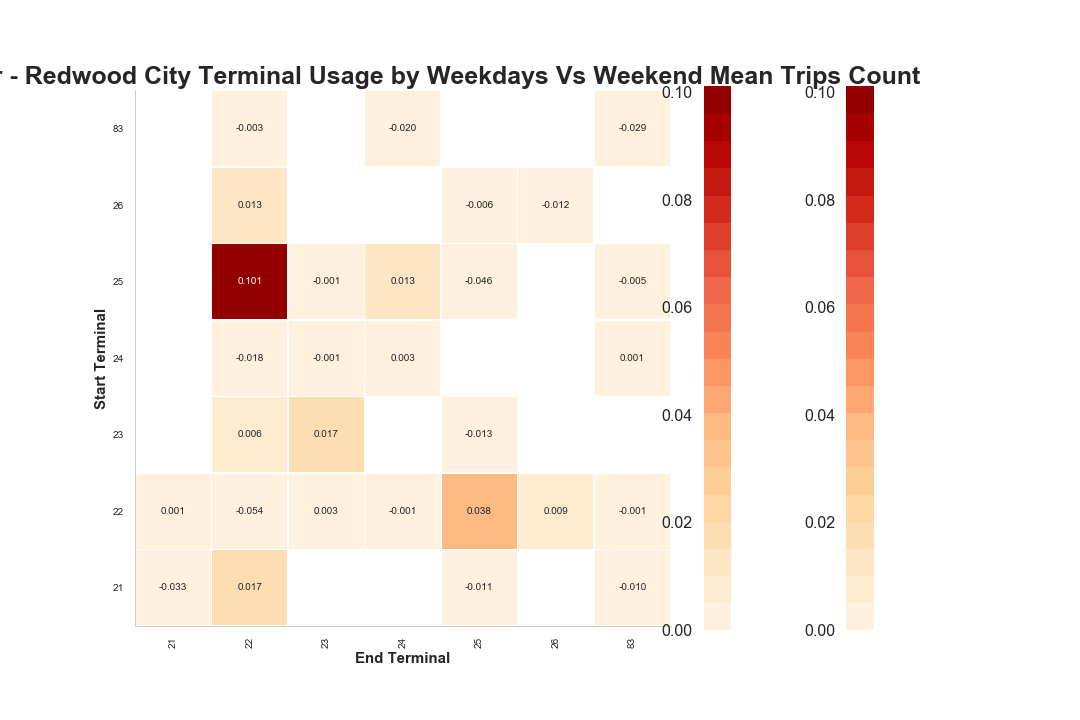 - Redwood City Terminal Usage by Weekdays Vs Weekend Mean Trips Count
83 -0.003 -0.020 -0.029
26 0.013 -0.006 -0.012
25 0.101 -0.001 0.013 -0.046 -0.005
24 -0.018 -0.001 0.003 0.001
23 0.006 0.017 -0.013
22 0.001 -0.054 0.003 -0.001 0.038 0.009 -0.001
21 -0.033 0.017 -0.011 -0.010
21 22 23 24 25 26 83
Start Terminal
End Terminal
0.10
0.08
0.06
0.04
0.02
0.00
0.10
0.08
0.06
0.04
0.02
0.00